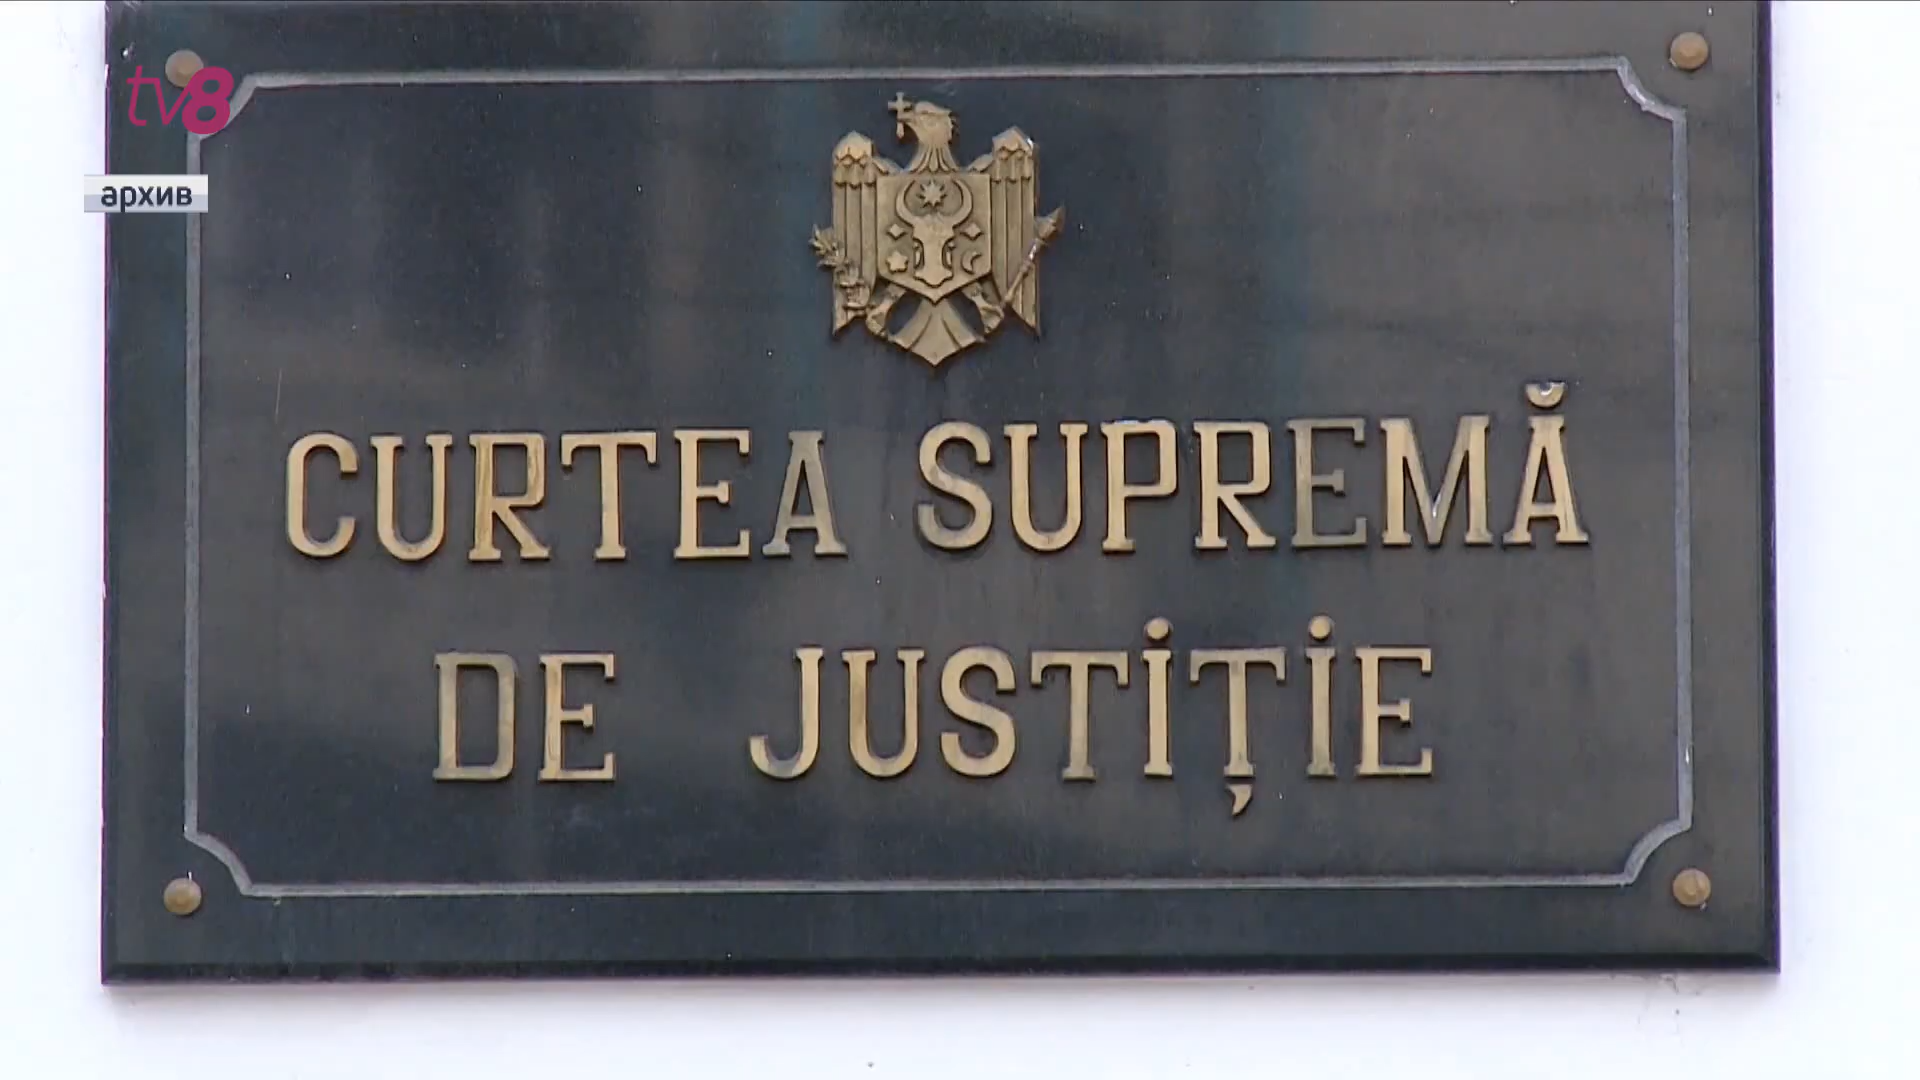 tv8
архив
CURTEA SUPREMĂ
DE JUSTIȚIE